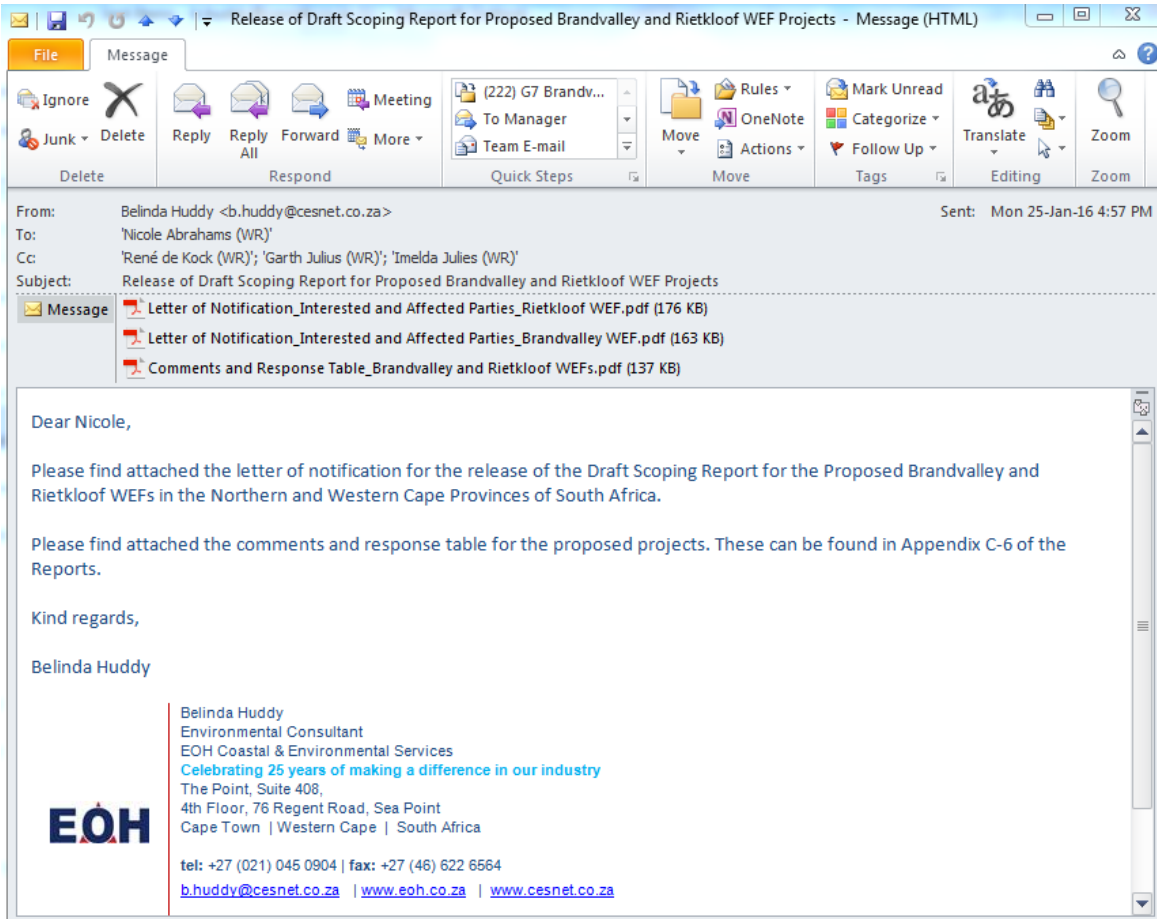 Release of Draft Scoping Report for Proposed Brandvalley and Rietkloof WEF Projects - Message (HTML)
File Message
Ignore
Junk
Delete
Delete
Reply
Reply All
Forward
Meeting
More
Respond
(222) G7 Brandv...
To Manager
Team E-mail
Quick Steps
Move
Rules
OneNote
Actions
Move
Mark Unread
Categorize
Follow Up
Tags
Translate
Editing
Zoom
Zoom
From: Belinda Huddy <b.huddy@cesnet.co.za> Sent: Mon 25-Jan-16 4:57 PM
To: 'Nicole Abrahams (WR)'
Cc: 'René de Kock (WR)'; 'Garth Julius (WR)'; 'Imelda Julies (WR)'
Subject: Release of Draft Scoping Report for Proposed Brandvalley and Rietkloof WEF Projects
Message
Letter of Notification_Interested and Affected Parties_Rietkloof WEF.pdf (176 KB)
Letter of Notification_Interested and Affected Parties_Brandvalley WEF.pdf (163 KB)
Comments and Response Table_Brandvalley and Rietkloof WEFs.pdf (137 KB)
Dear Nicole,
Please find attached the letter of notification for the release of the Draft Scoping Report for the Proposed Brandvalley and
Rietkloof WEFs in the Northern and Western Cape Provinces of South Africa.
Please find attached the comments and response table for the proposed projects. These can be found in Appendix C-6 of the
Reports.
Kind regards,
Belinda Huddy
EOH
Belinda Huddy
Environmental Consultant
EOH Coastal & Environmental Services
Celebrating 25 years of making a difference in our industry
The Point, Suite 408,
4th Floor, 76 Regent Road, Sea Point
Cape Town | Western Cape | South Africa
tel: +27 (021) 045 0904 | fax: +27 (46) 622 6564
b.huddy@cesnet.co.za | www.eoh.co.za | www.cesnet.co.za